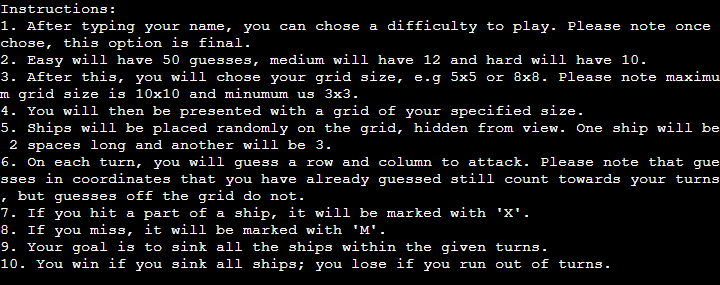 Instructions:
1. After typing your name, you can chose a difficulty to play. Please note once
chose, this option is final.
2. Easy will have 50 guesses, medium will have 12 and hard will have 10.
3. After this, you will chose your grid size, e.g 5x5 or 8x8. Please note maximu
m grid size is 10x10 and minumum us 3x3.
4. You will then be presented with a grid of your specified size.
5. Ships will be placed randomly on the grid, hidden from view. One ship will be
 2 spaces long and another will be 3.
6. On each turn, you will guess a row and column to attack. Please note that gue
sses in coordinates that you have already guessed still count towards your turns
, but guesses off the grid do not.
7. If you hit a part of a ship, it will be marked with 'X'.
8. If you miss, it will be marked with 'M'.
9. Your goal is to sink all the ships within the given turns.
10. You win if you sink all ships; you lose if you run out of turns.